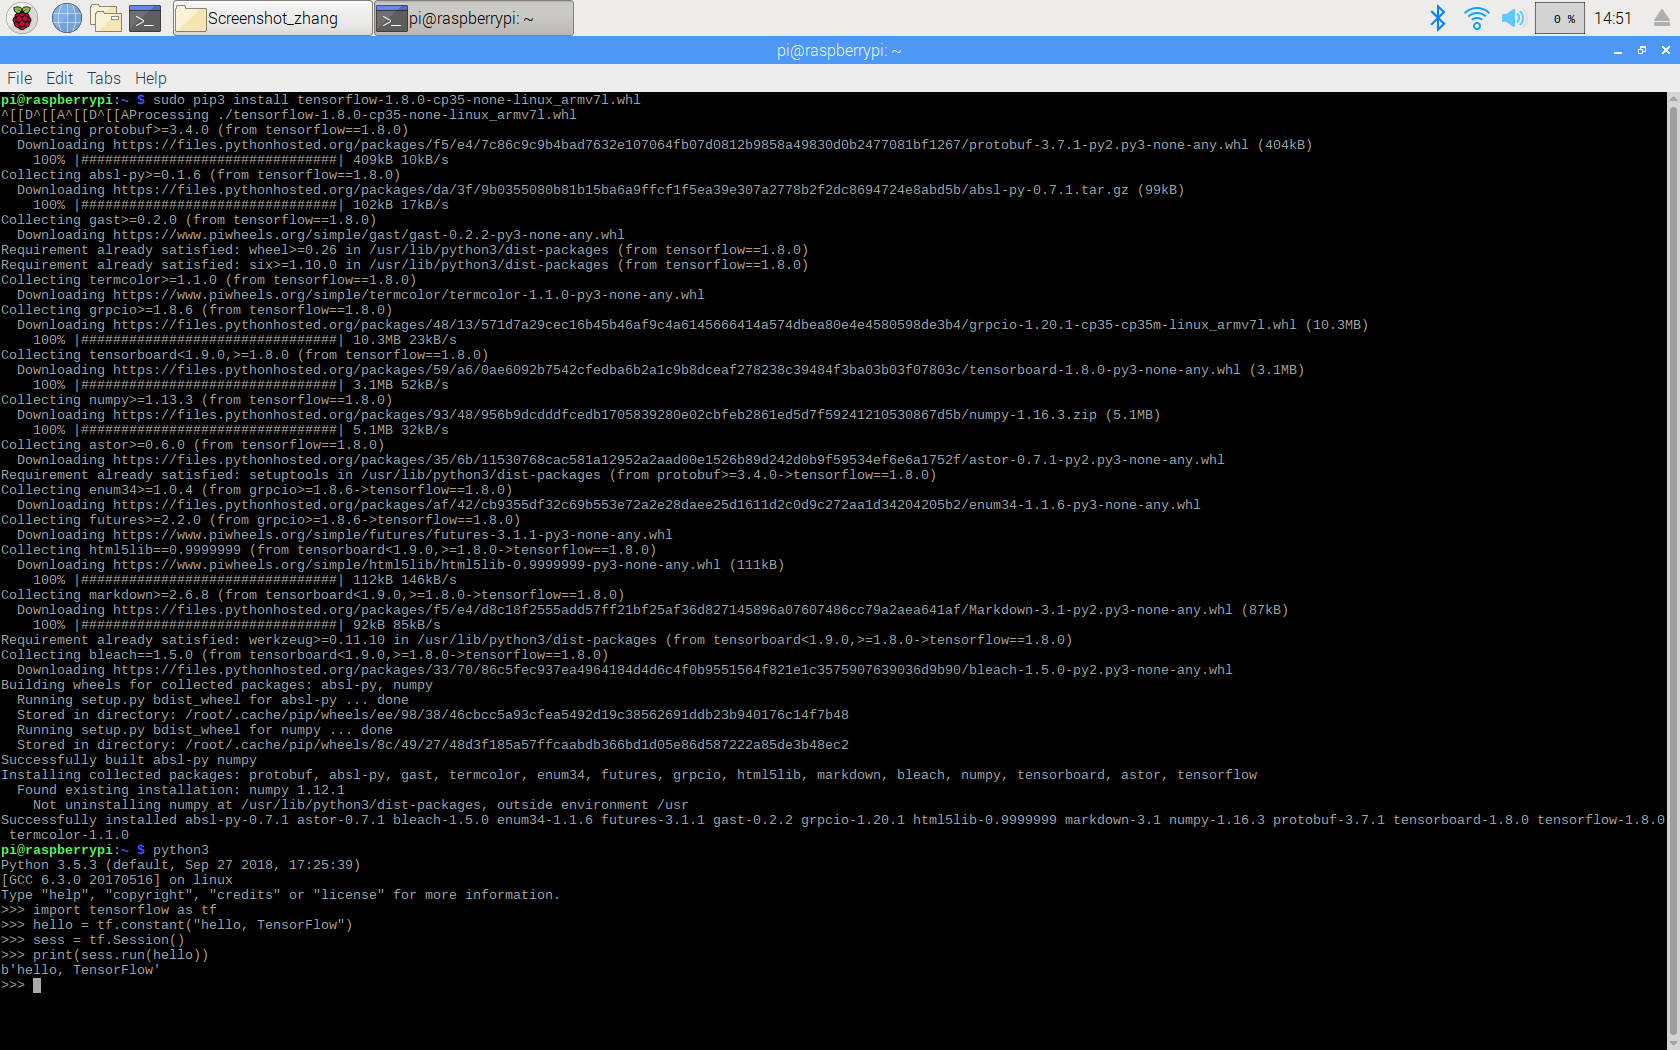 Screenshot_zhang
pi@raspberrypi: ~
0 %
14:51
pi@raspberrypi: ~
File Edit Tabs Help
pi@raspberrypi:~ $ sudo pip3 install tensorflow-1.8.0-cp35-none-linux_armv7l.whl
^[[D^[[A^[[D^[[AProcessing ./tensorflow-1.8.0-cp35-none-linux_armv7l.whl
Collecting protobuf>=3.4.0 (from tensorflow==1.8.0)
  Downloading https://files.pythonhosted.org/packages/f5/e4/7c86c9c9b4bad7632e107064fb07d0812b9858a49830d0b2477081bf1267/protobuf-3.7.1-py2.py3-none-any.whl (404kB)
    100% |################################| 409kB 10kB/s
Collecting absl-py>=0.1.6 (from tensorflow==1.8.0)
  Downloading https://files.pythonhosted.org/packages/da/3f/9b0355080b81b15ba6a9ffcf1f5ea39e307a2778b2f2dc8694724e8abd5b/absl-py-0.7.1.tar.gz (99kB)
    100% |################################| 102kB 17kB/s
Collecting gast>=0.2.0 (from tensorflow==1.8.0)
  Downloading https://www.piwheels.org/simple/gast/gast-0.2.2-py3-none-any.whl
Requirement already satisfied: wheel>=0.26 in /usr/lib/python3/dist-packages (from tensorflow==1.8.0)
Requirement already satisfied: six>=1.10.0 in /usr/lib/python3/dist-packages (from tensorflow==1.8.0)
Collecting termcolor>=1.1.0 (from tensorflow==1.8.0)
  Downloading https://www.piwheels.org/simple/termcolor/termcolor-1.1.0-py3-none-any.whl
Collecting grpcio>=1.8.6 (from tensorflow==1.8.0)
  Downloading https://files.pythonhosted.org/packages/48/13/571d7a29cec16b45b46af9c4a6145666414a574dbea80e4e4580598de3b4/grpcio-1.20.1-cp35-cp35m-linux_armv7l.whl (10.3MB)
    100% |################################| 10.3MB 23kB/s
Collecting tensorboard<1.9.0,>=1.8.0 (from tensorflow==1.8.0)
  Downloading https://files.pythonhosted.org/packages/59/a6/0ae6092b7542cfedba6b2a1c9b8dceaf278238c39484f3ba03b03f07803c/tensorboard-1.8.0-py3-none-any.whl (3.1MB)
    100% |################################| 3.1MB 52kB/s
Collecting numpy>=1.13.3 (from tensorflow==1.8.0)
  Downloading https://files.pythonhosted.org/packages/93/48/956b9dcdddfcedb1705839280e02cbfeb2861ed5d7f59241210530867d5b/numpy-1.16.3.zip (5.1MB)
    100% |################################| 5.1MB 32kB/s
Collecting astor>=0.6.0 (from tensorflow==1.8.0)
  Downloading https://files.pythonhosted.org/packages/35/6b/11530768cac581a12952a2aad00e1526b89d242d0b9f59534ef6e6a1752f/astor-0.7.1-py2.py3-none-any.whl
Requirement already satisfied: setuptools in /usr/lib/python3/dist-packages (from protobuf>=3.4.0->tensorflow==1.8.0)
Collecting enum34>=1.0.4 (from grpcio>=1.8.6->tensorflow==1.8.0)
  Downloading https://files.pythonhosted.org/packages/af/42/cb9355df32c69b553e72a2e28daee25d1611d2c0d9c272aa1d34204205b2/enum34-1.1.6-py3-none-any.whl
Collecting futures>=2.2.0 (from grpcio>=1.8.6->tensorflow==1.8.0)
  Downloading https://www.piwheels.org/simple/futures/futures-3.1.1-py3-none-any.whl
Collecting html5lib==0.9999999 (from tensorboard<1.9.0,>=1.8.0->tensorflow==1.8.0)
  Downloading https://www.piwheels.org/simple/html5lib/html5lib-0.9999999-py3-none-any.whl (111kB)
    100% |################################| 112kB 146kB/s
Collecting markdown>=2.6.8 (from tensorboard<1.9.0,>=1.8.0->tensorflow==1.8.0)
  Downloading https://files.pythonhosted.org/packages/f5/e4/d8c18f2555add57ff21bf25af36d827145896a07607486cc79a2aea641af/Markdown-3.1-py2.py3-none-any.whl (87kB)
    100% |################################| 92kB 85kB/s
Requirement already satisfied: werkzeug>=0.11.10 in /usr/lib/python3/dist-packages (from tensorboard<1.9.0,>=1.8.0->tensorflow==1.8.0)
Collecting bleach==1.5.0 (from tensorboard<1.9.0,>=1.8.0->tensorflow==1.8.0)
  Downloading https://files.pythonhosted.org/packages/33/70/86c5fec937ea4964184d4d6c4f0b9551564f821e1c3575907639036d9b90/bleach-1.5.0-py2.py3-none-any.whl
Building wheels for collected packages: absl-py, numpy
  Running setup.py bdist_wheel for absl-py ... done
  Stored in directory: /root/.cache/pip/wheels/ee/98/38/46cbcc5a93cfea5492d19c38562691ddb23b940176c14f7b48
  Running setup.py bdist_wheel for numpy ... done
  Stored in directory: /root/.cache/pip/wheels/8c/49/27/48d3f185a57ffcaabdb366bd1d05e86d587222a85de3b48ec2
Successfully built absl-py numpy
Installing collected packages: protobuf, absl-py, gast, termcolor, enum34, futures, grpcio, html5lib, markdown, bleach, numpy, tensorboard, astor, tensorflow
  Found existing installation: numpy 1.12.1
    Not uninstalling numpy at /usr/lib/python3/dist-packages, outside environment /usr
Successfully installed absl-py-0.7.1 astor-0.7.1 bleach-1.5.0 enum34-1.1.6 futures-3.1.1 gast-0.2.2 grpcio-1.20.1 html5lib-0.9999999 markdown-3.1 numpy-1.16.3 protobuf-3.7.1 tensorboard-1.8.0 tensorflow-1.8.0
 termcolor-1.1.0
pi@raspberrypi:~ $ python3
Python 3.5.3 (default, Sep 27 2018, 17:25:39)
[GCC 6.3.0 20170516] on linux
Type "help", "copyright", "credits" or "license" for more information.
>>> import tensorflow as tf
>>> hello = tf.constant("hello, TensorFlow")
>>> sess = tf.Session()
>>> print(sess.run(hello))
b'hello, TensorFlow'
>>>